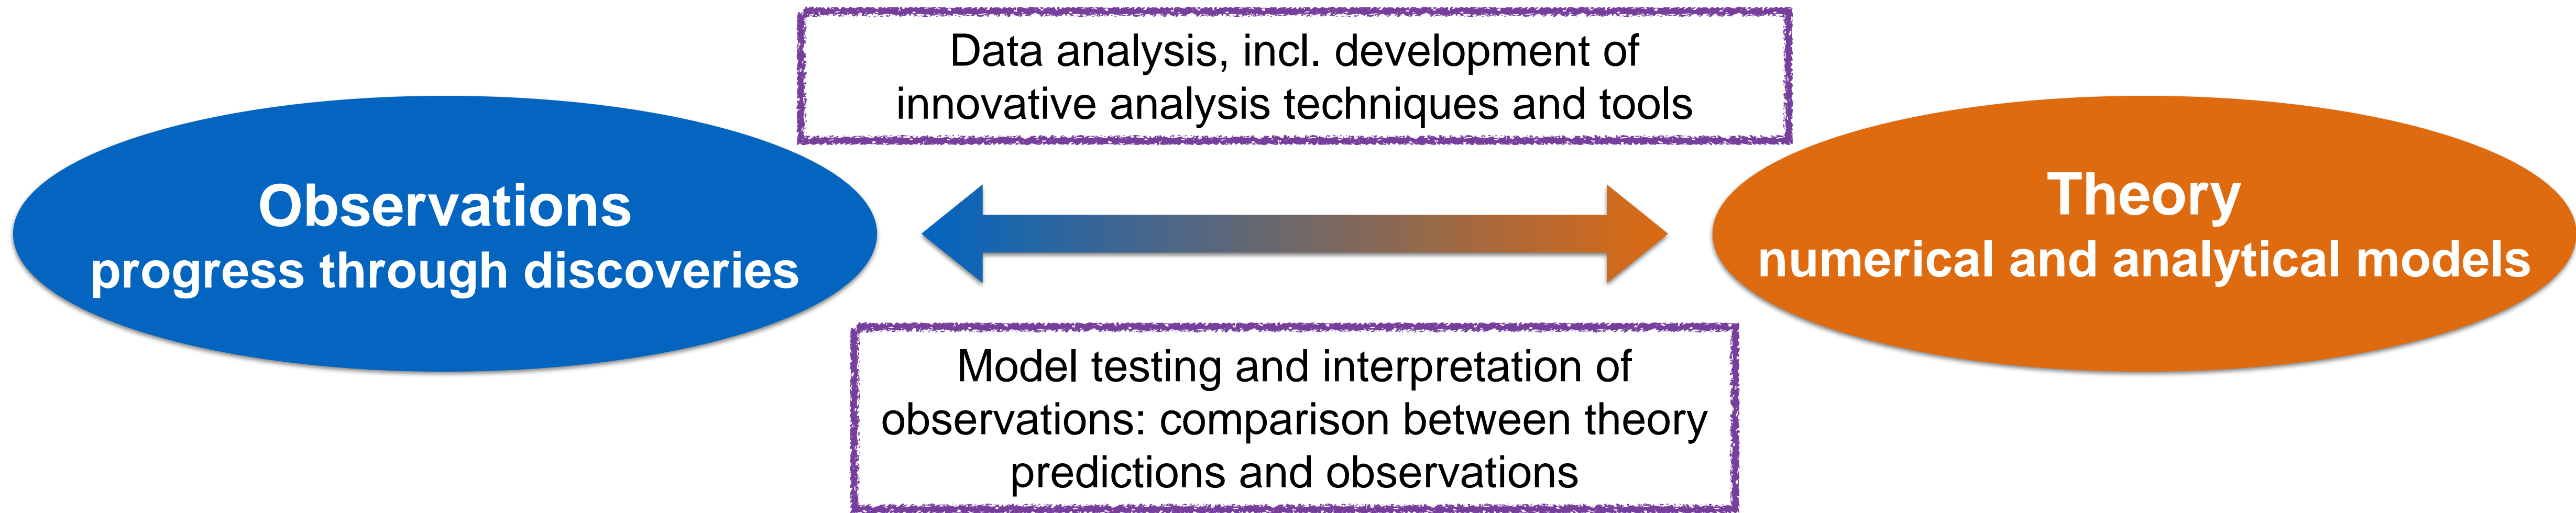 Data analysis, incl. development of
innovative analysis techniques and tools
Observations
progress through discoveries
Theory
numerical and analytical models
Model testing and interpretation of
observations: comparison between theory
predictions and observations